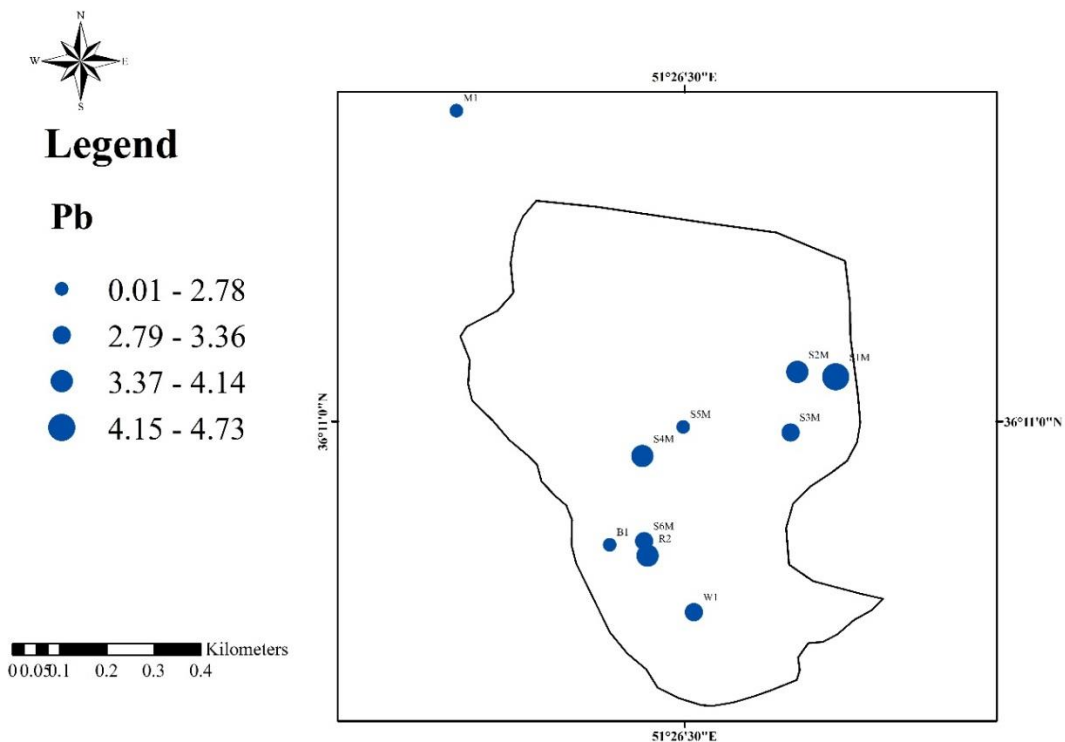 N
W E
S
Legend
Pb
0.01 - 2.78
2.79 - 3.36
3.37 - 4.14
4.15 - 4.73
Kilometers
0 0.05 0.1 0.2 0.3 0.4
51°26'30"E
M1
S2M S1M
S5M S3M
36°11'0"N 36°11'0"N
S4M
S6M
B1 R2
W1
51°26'30"E